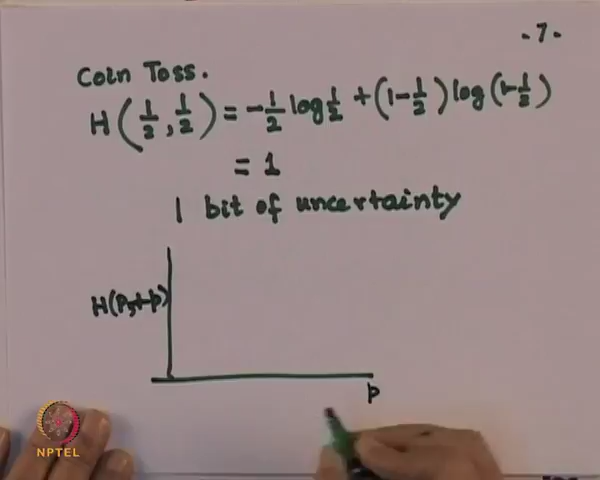 .7.
Coin Toss.
H(1/2, 1/2) = -1/2 log 1/2 + (1-1/2) log (1-1/2)
= 1
1 bit of uncertainty
H(p,1-p)
p
NPTEL